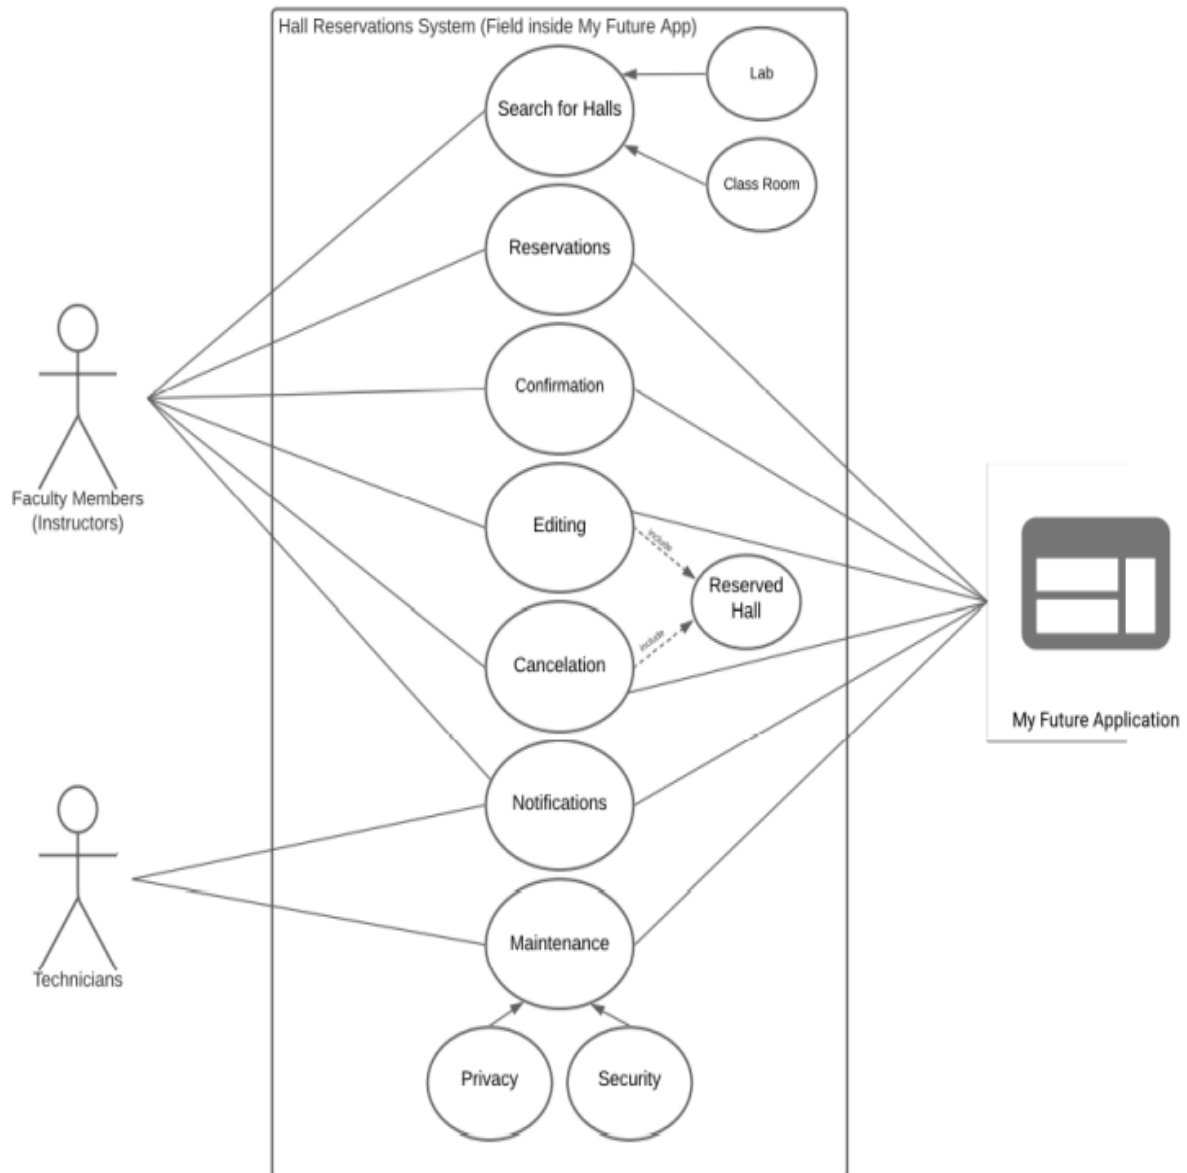 Hall Reservations System (Field inside My Future App)
Lab
Search for Halls
Class Room
Reservations
Confirmation
Faculty Members
(Instructors)
Editing
include
Reserved
Hall
include
Cancelation
My Future Application
Notifications
Maintenance
Technicians
Privacy
Security